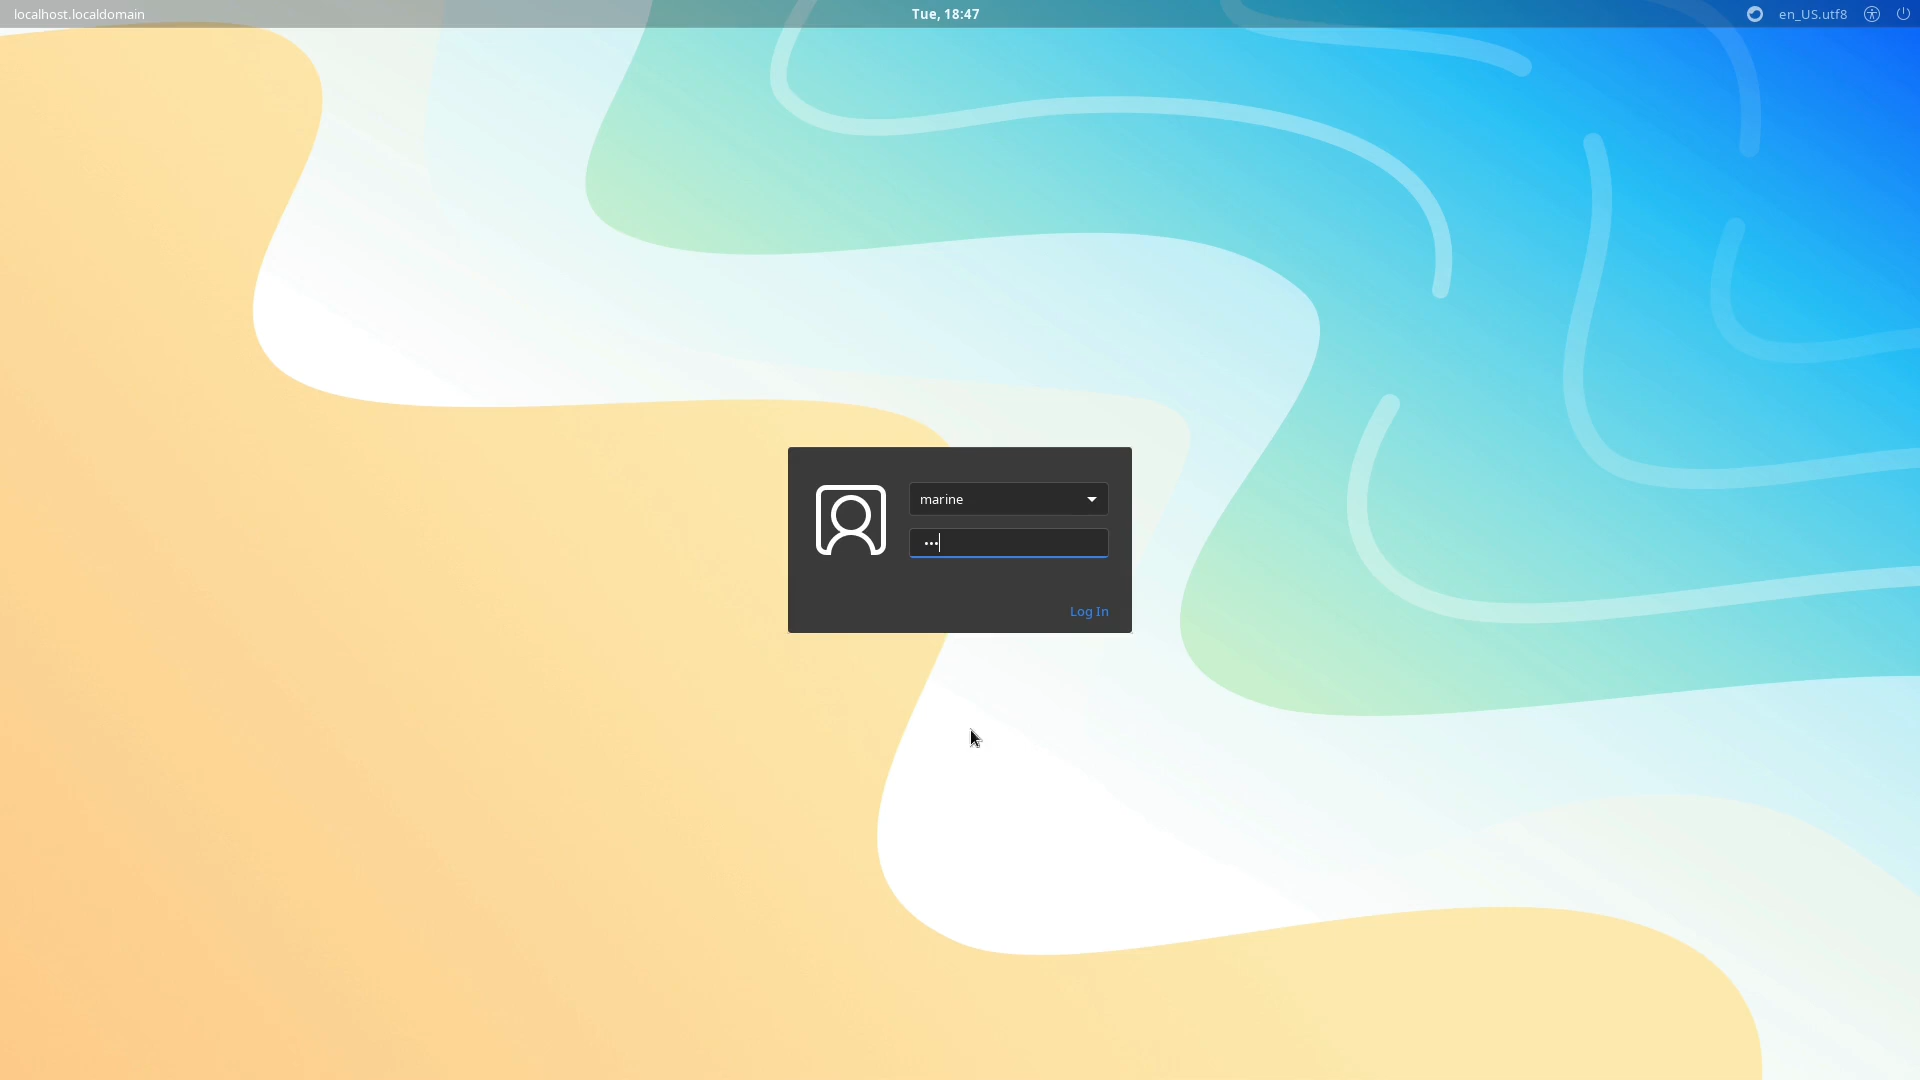 localhost.localdomain
Tue, 18:47
en_US.utf8
marine
•••
Log In